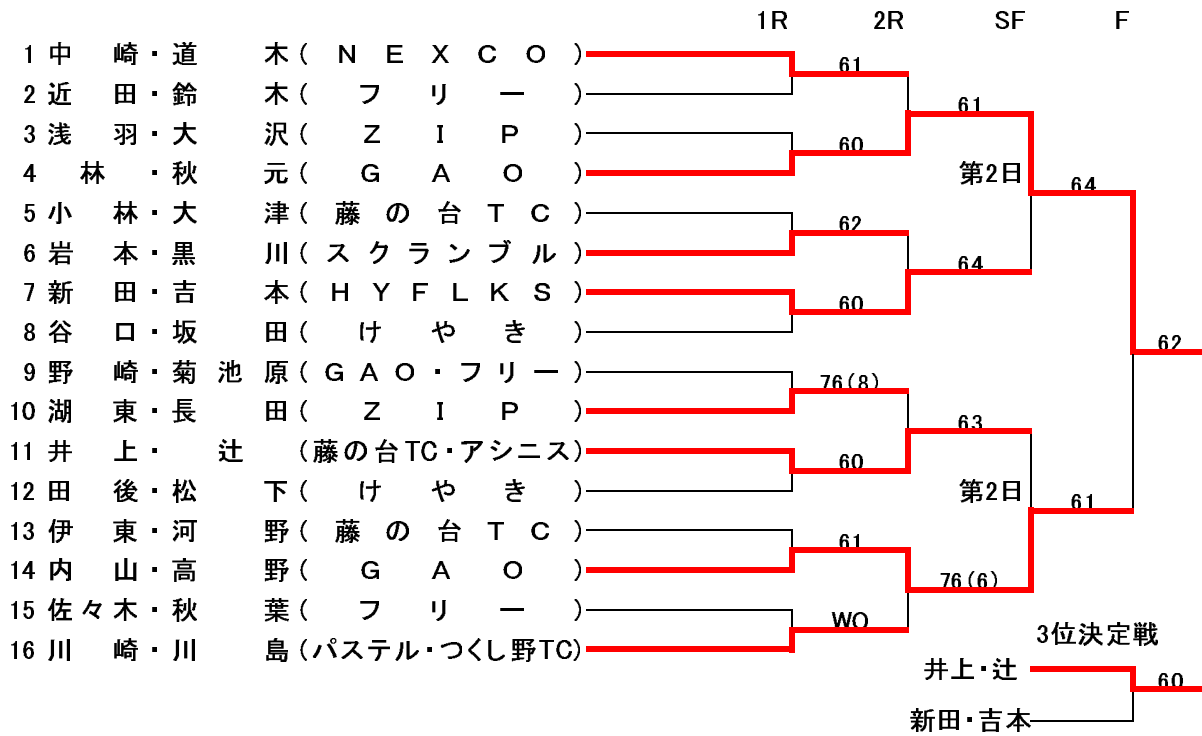 1R 2R SF F
1 中崎・道木(NEXCO)
61
2 近田・鈴木(フリー)
61
3 浅羽・大沢(ZIP)
60
4 林・秋元(GAO)
第2日
64
5 小林・大津(藤の台TC)
62
6 岩本・黒川(スクランブル)
64
7 新田・吉本(HYFLKS)
60
8 谷口・坂田(けやき)
62
9 野崎・菊池原(GAO・フリー)
76(8)
10 湖東・長田(ZIP)
63
11 井上・辻(藤の台TC・アシニス)
60
12 田後・松下(けやき)
第2日
61
13 伊東・河野(藤の台TC)
61
14 内山・高野(GAO)
76(6)
15 佐々木・秋葉(フリー)
WO
16 川崎・川島(パステル・つくし野TC)
3位決定戦
井上・辻
60
新田・吉本